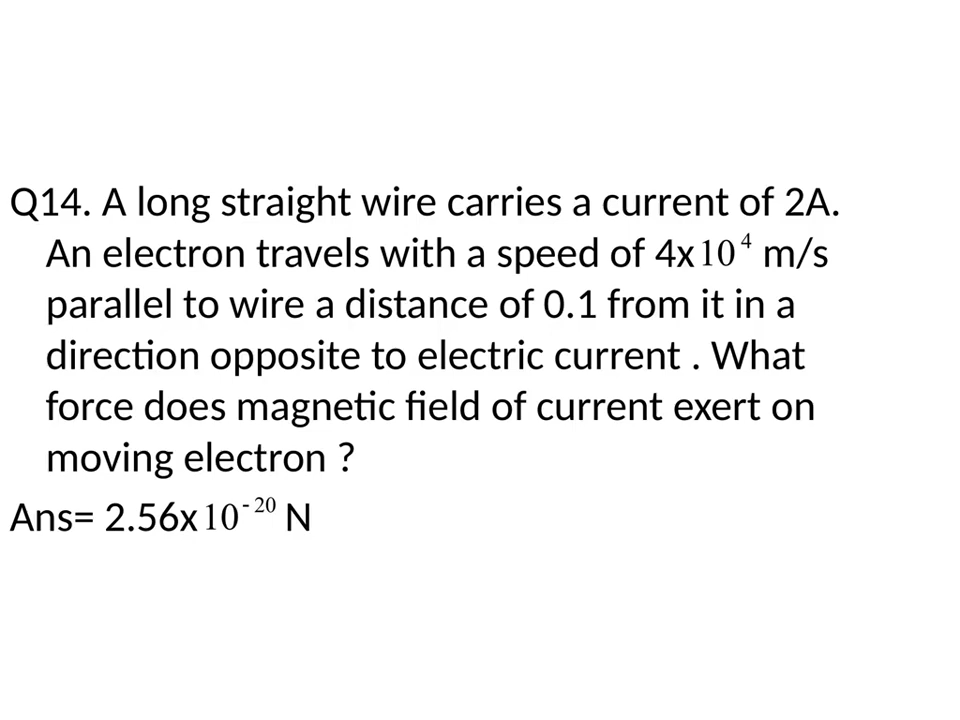 Q14. A long straight wire carries a current of 2A.
An electron travels with a speed of 4x10⁴ m/s
parallel to wire a distance of 0.1 from it in a
direction opposite to electric current . What
force does magnetic field of current exert on
moving electron ?
Ans= 2.56x10⁻²⁰ N